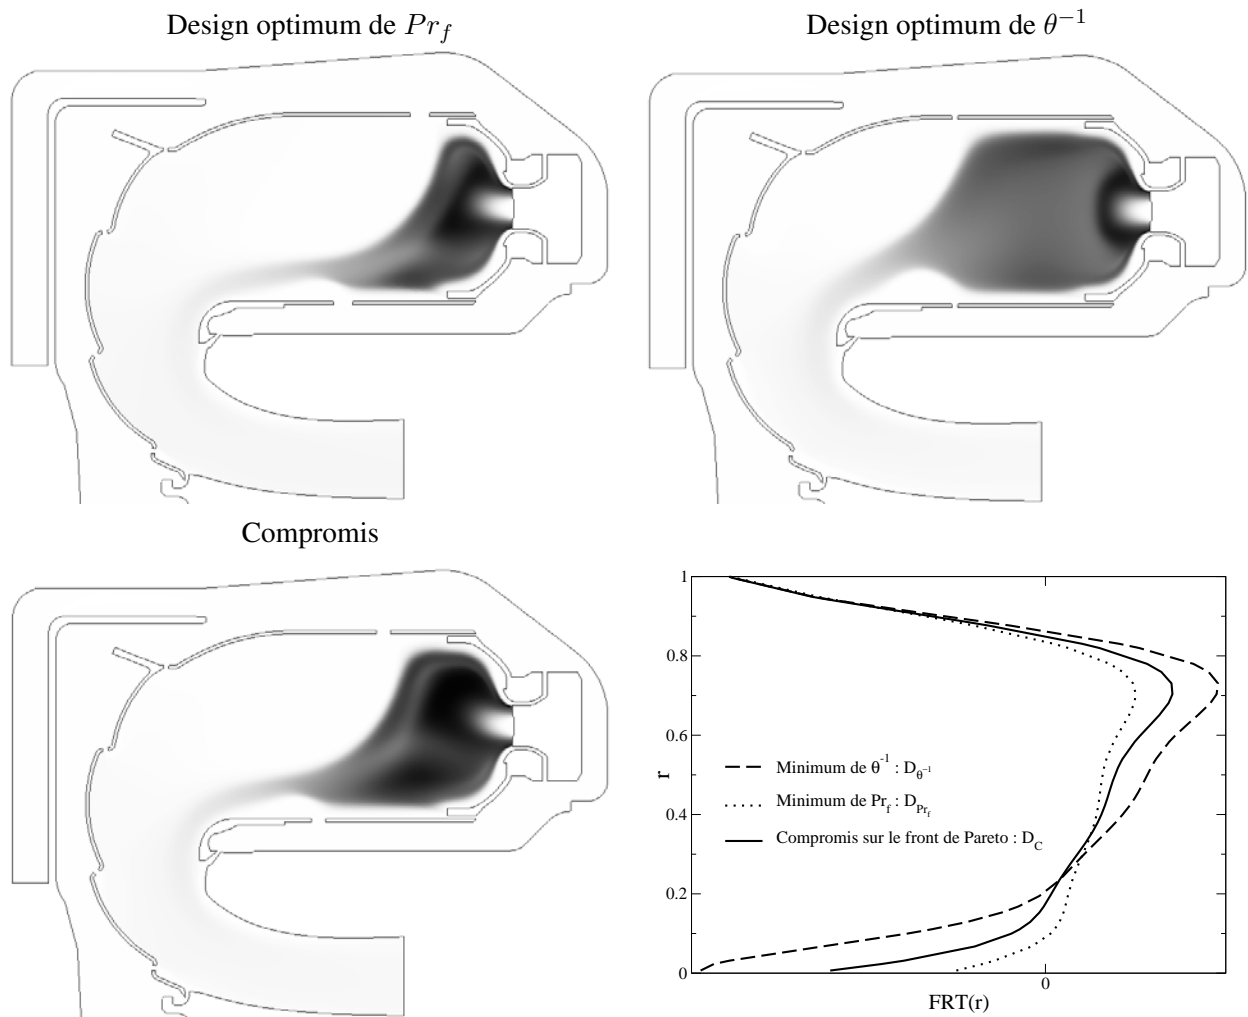 Design optimum de $Pr_f$
Design optimum de $\theta^{-1}$
Compromis
1
0.8
0.6
0.4
0.2
0
r
Minimum de θ⁻¹ : D_{θ⁻¹}
Minimum de Pr_f : D_{Pr_f}
Compromis sur le front de Pareto : D_C
0
FRT(r)